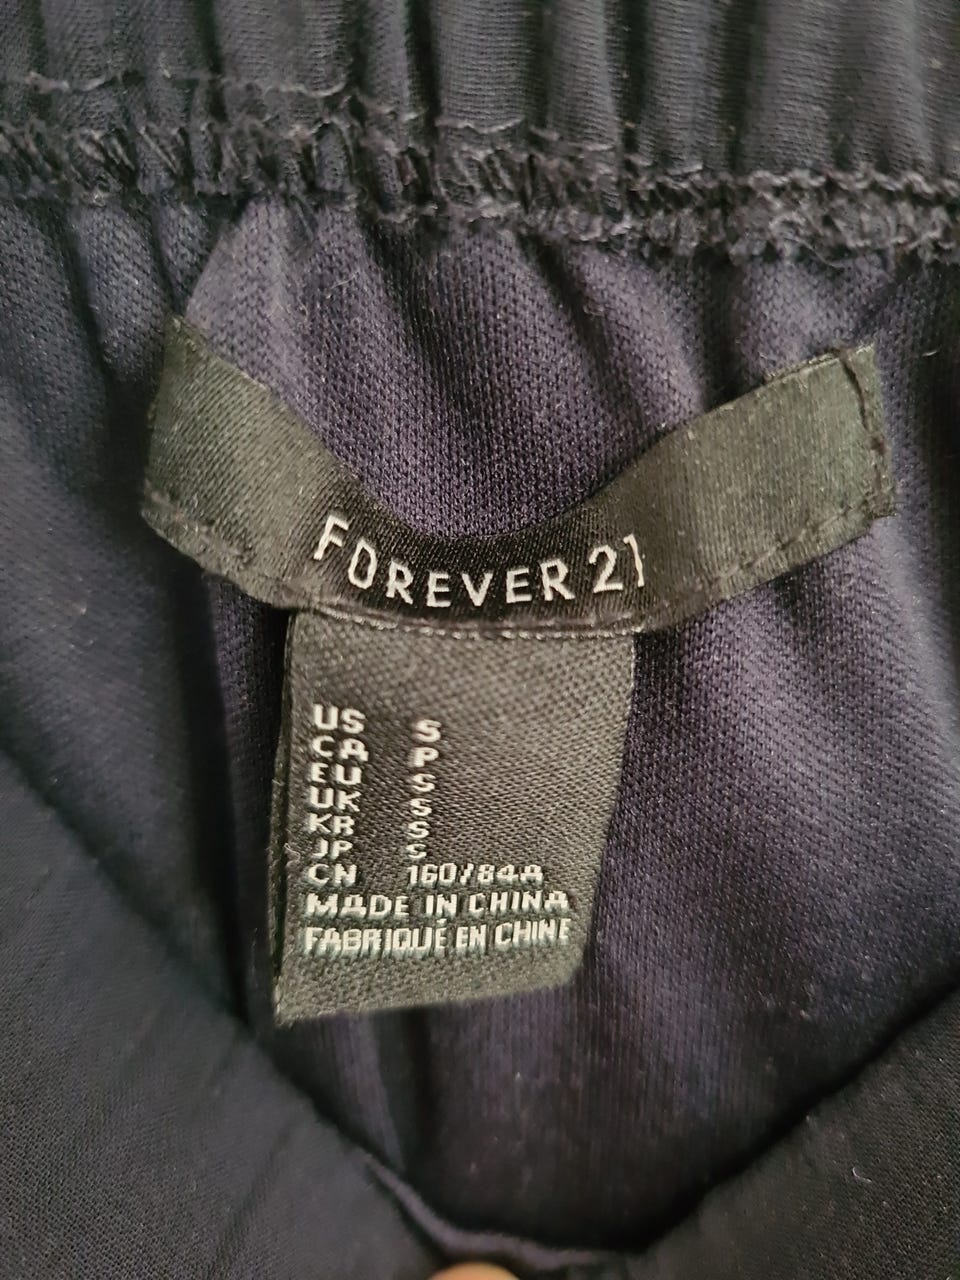 FOREVER 21
US S
CA P
EU S
UK S
KR S
JP S
CN 160/84A
MADE IN CHINA
FABRIQUÉ EN CHINE